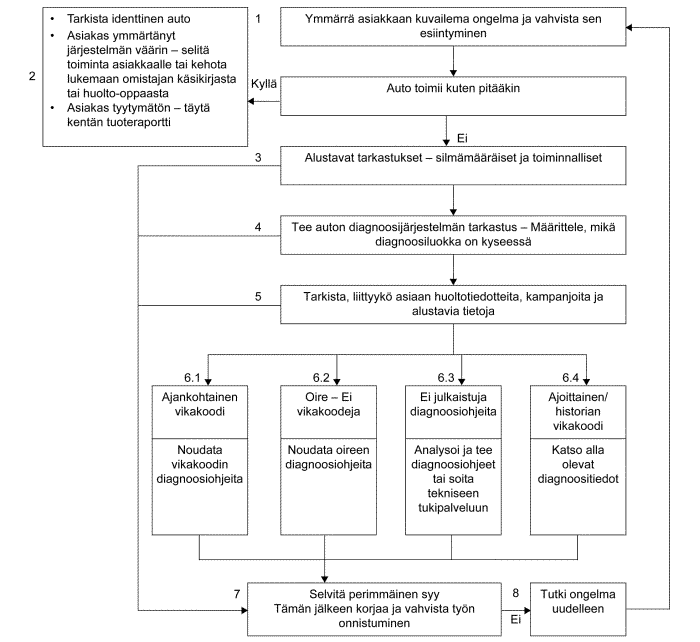 1
Ymmärrä asiakkaan kuvailema ongelma ja vahvista sen
esiintyminen
2
• Tarkista identtinen auto
• Asiakas ymmärtänyt
järjestelmän väärin – selitä
toiminta asiakkaalle tai kehota
lukemaan omistajan käsikirjasta
tai huolto-oppaasta
• Asiakas tyytymätön – täytä
kentän tuoteraportti
Kyllä
Auto toimii kuten pitääkin
Ei
3
Alustavat tarkastukset – silmämääräiset ja toiminnalliset
4
Tee auton diagnoosijärjestelmän tarkastus – Määrittele, mikä
diagnoosiluokka on kyseessä
5
Tarkista, liittyykö asiaan huoltotiedotteita, kampanjoita ja
alustavia tietoja
6.1
Ajankohtainen
vikakoodi
Noudata
vikakoodin
diagnoosiohjeita
6.2
Oire – Ei
vikakoodeja
Noudata oireen
diagnoosiohjeita
6.3
Ei julkaistuja
diagnoosiohjeita
Analysoi ja tee
diagnoosiohjeet
tai soita
tekniseen
tukipalveluun
6.4
Ajoittainen/
historian
vikakoodi
Katso alla
olevat
diagnoositiedot
7
Selvitä perimmäinen syy
Tämän jälkeen korjaa ja vahvista työn
onnistuminen
8
Ei
Tutki ongelma
uudelleen